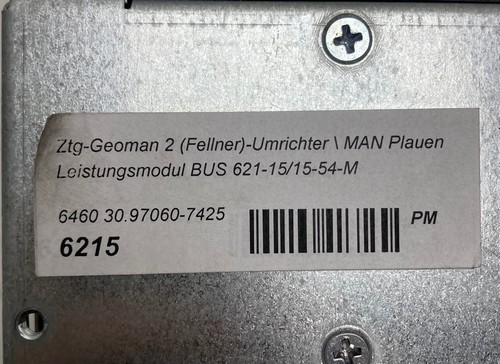 Ztg-Geoman 2 (Fellner)-Umrichter \ MAN Plauen
Leistungsmodul BUS 621-15/15-54-M
6460 30.97060-7425
PM
6215